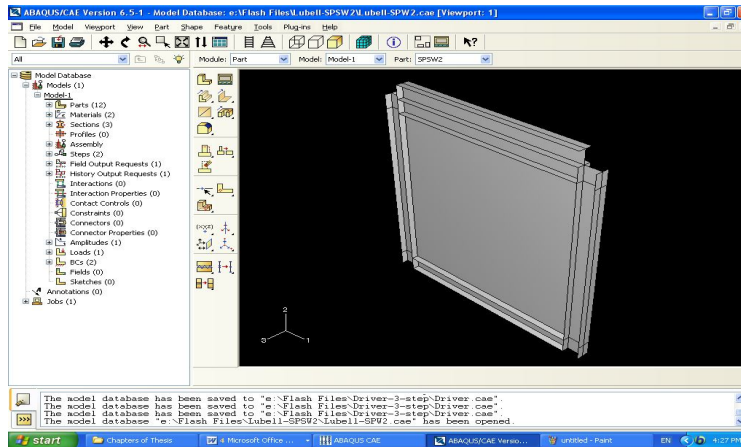 ABAQUS/CAE Version 6.5-1 - Model Database: e:\Flash Files\Lubell-SPSW2\Lubell-SPW2.cae [Viewport: 1]
File Model Viewport View Part Shape Feature Tools Plug-ins Help
All Module: Part Model: Model-1 Part: SPSW2
Model Database
Models (1)
Model-1
Parts (12)
Materials (2)
Sections (3)
Profiles (0)
Assembly
Steps (2)
Field Output Requests (1)
History Output Requests (1)
Interactions (0)
Interaction Properties (0)
Contact Controls (0)
Constraints (0)
Connectors (0)
Connector Properties (0)
Amplitudes (1)
Loads (1)
BCs (2)
Fields (0)
Sketches (0)
Annotations (0)
Jobs (1)
2
3
1
The model database has been saved to "e:\Flash Files\Driver-3-step\Driver.cae".
The model database has been saved to "e:\Flash Files\Driver-3-step\Driver.cae".
The model database has been saved to "e:\Flash Files\Driver-3-step\Driver.cae".
The model database "e:\Flash Files\Lubell-SPSW2\Lubell-SPW2.cae" has been opened.
start Chapters of Thesis 4 Microsoft Office ... ABAQUS CAE ABAQUS/CAE Versio... untitled - Paint EN 4:27 PM